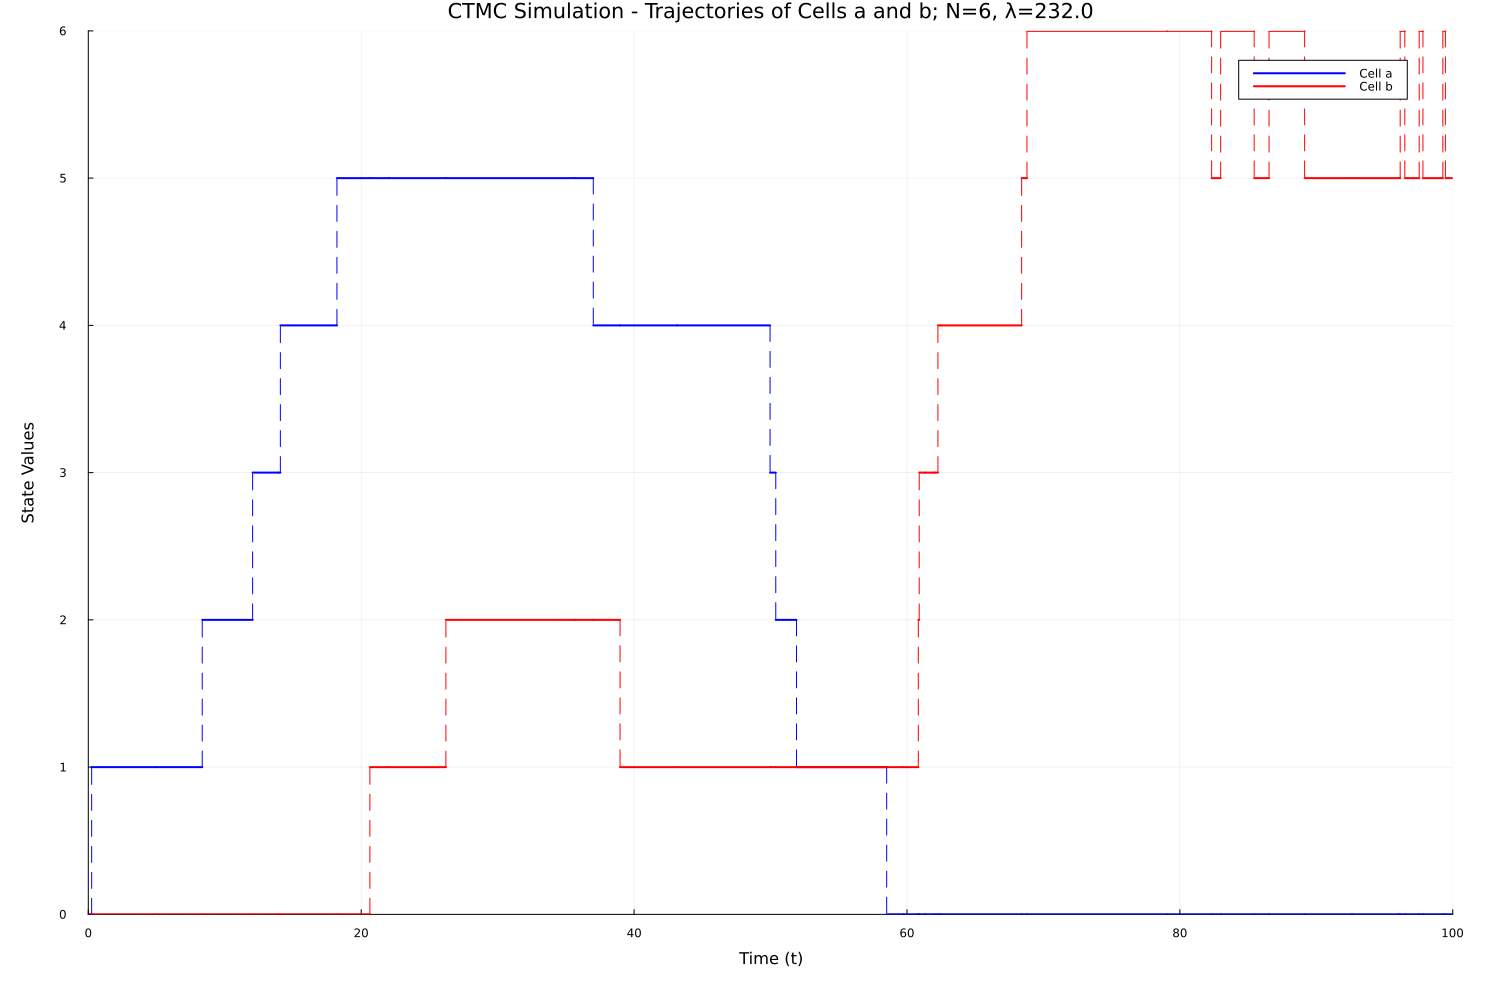 CTMC Simulation - Trajectories of Cells a and b; N=6, λ=232.0
6
Cell a
Cell b
5
4
State Values
3
2
1
0
0 20 40 60 80 100
Time (t)